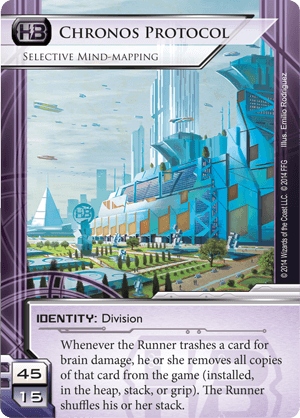 HB
CHRONOS PROTOCOL
SELECTIVE MIND-MAPPING
Illus. Emilio Rodriguez
© 2014 Wizards of the Coast LLC. © 2014 FFG
HB
IDENTITY: Division
Whenever the Runner trashes a card for
brain damage, he or she removes all copies
of that card from the game (installed,
in the heap, stack, or grip). The Runner
shuffles his or her stack.
45
15